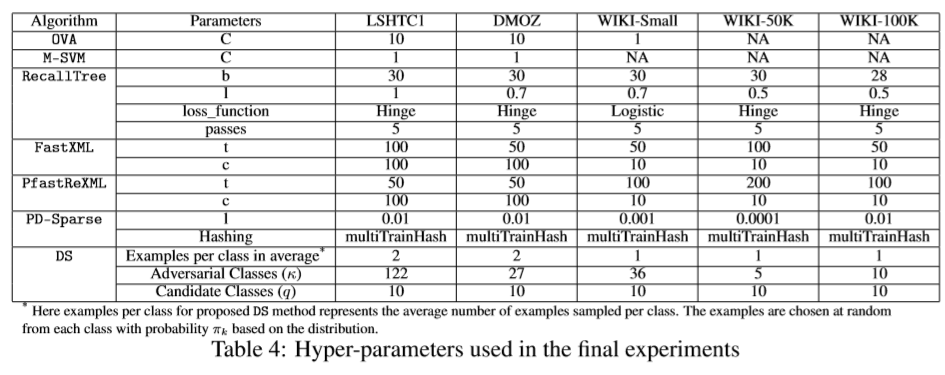 Algorithm Parameters LSHTC1 DMOZ WIKI-Small WIKI-50K WIKI-100K
OVA C 10 10 1 NA NA
M-SVM C 1 1 NA NA NA
RecallTree b 30 30 30 30 28
l 1 0.7 0.7 0.5 0.5
loss_function Hinge Hinge Logistic Hinge Hinge
passes 5 5 5 5 5
FastXML t 100 50 50 100 50
c 100 100 10 10 10
PfastReXML t 50 50 100 200 100
c 100 100 10 10 10
PD-Sparse l 0.01 0.01 0.001 0.0001 0.01
Hashing multiTrainHash multiTrainHash multiTrainHash multiTrainHash multiTrainHash
DS Examples per class in average* 2 2 1 1 1
Adversarial Classes (κ) 122 27 36 5 10
Candidate Classes (q) 10 10 10 10 10
* Here examples per class for proposed DS method represents the average number of examples sampled per class. The examples are chosen at random
from each class with probability πk based on the distribution.
Table 4: Hyper-parameters used in the final experiments